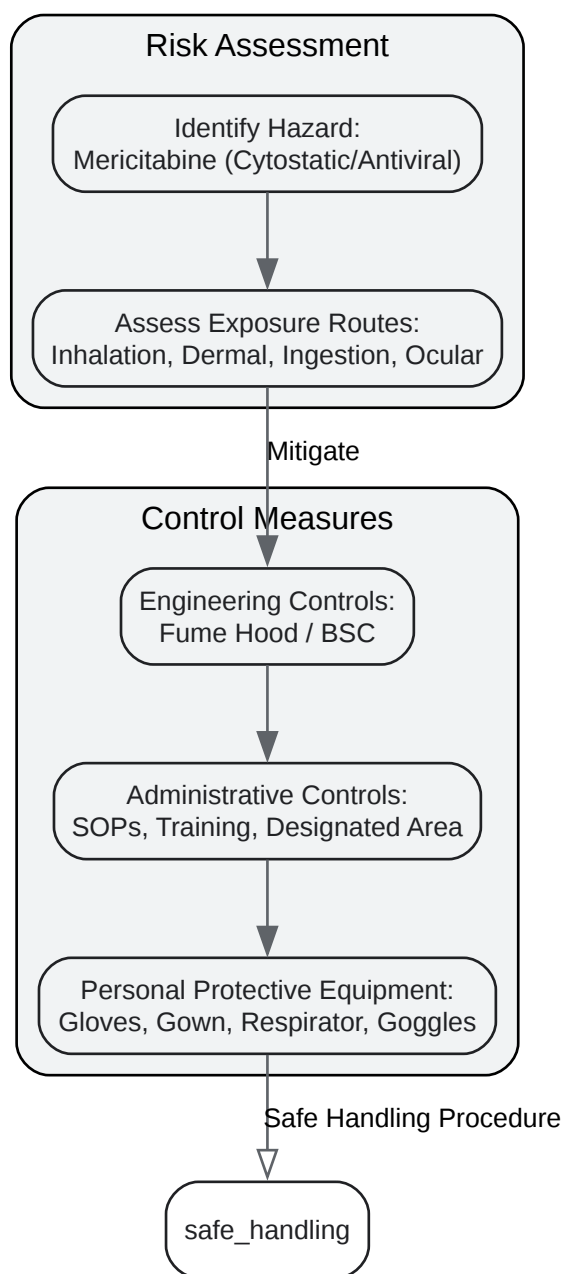 Risk Assessment
Identify Hazard:
Mericitabine (Cytostatic/Antiviral)
Assess Exposure Routes:
Inhalation, Dermal, Ingestion, Ocular
Mitigate
Control Measures
Engineering Controls:
Fume Hood / BSC
Administrative Controls:
SOPs, Training, Designated Area
Personal Protective Equipment:
Gloves, Gown, Respirator, Goggles
Safe Handling Procedure
safe_handling